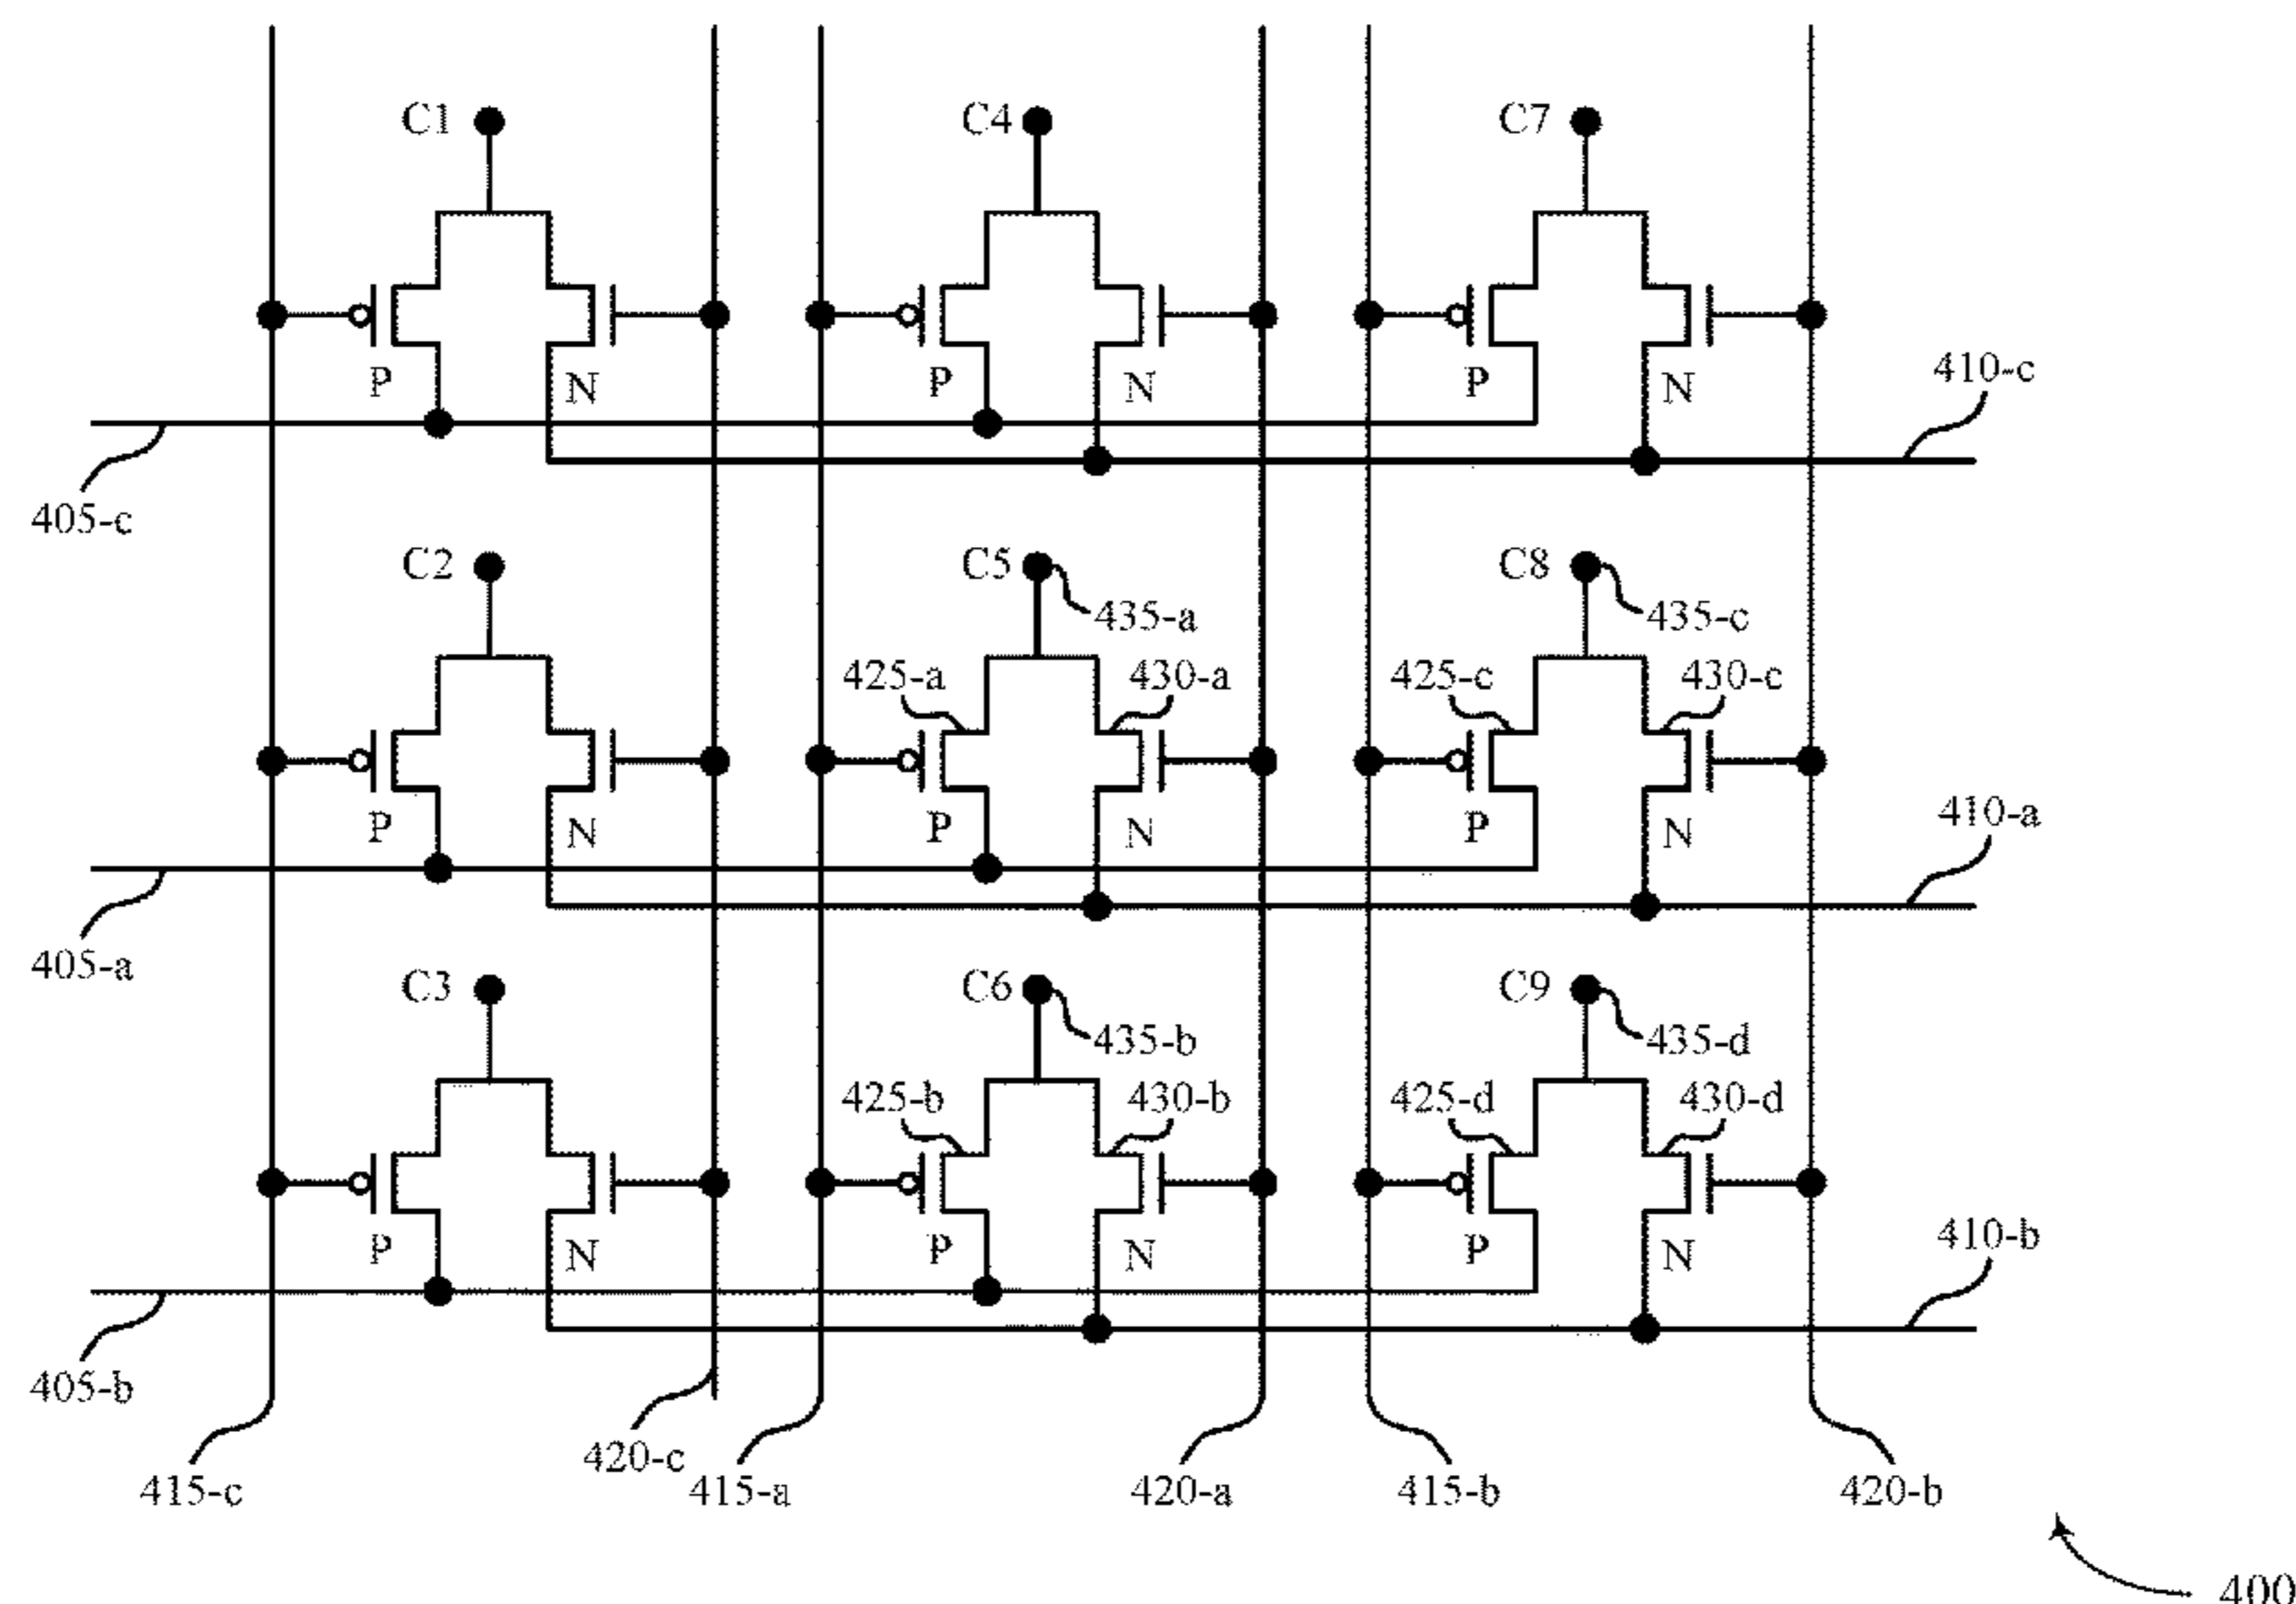 C1 C4 C7
P N P N P N 410-c
405-c
C2 C5 C8
435-a 435-c
425-a 430-a 425-c 430-c
P N P N P N 410-a
405-a
C3 C6 C9
435-b 435-d
425-b 430-b 425-d 430-d
P N P N P N 410-b
405-b
420-c
415-c 415-a 420-a 415-b 420-b
400